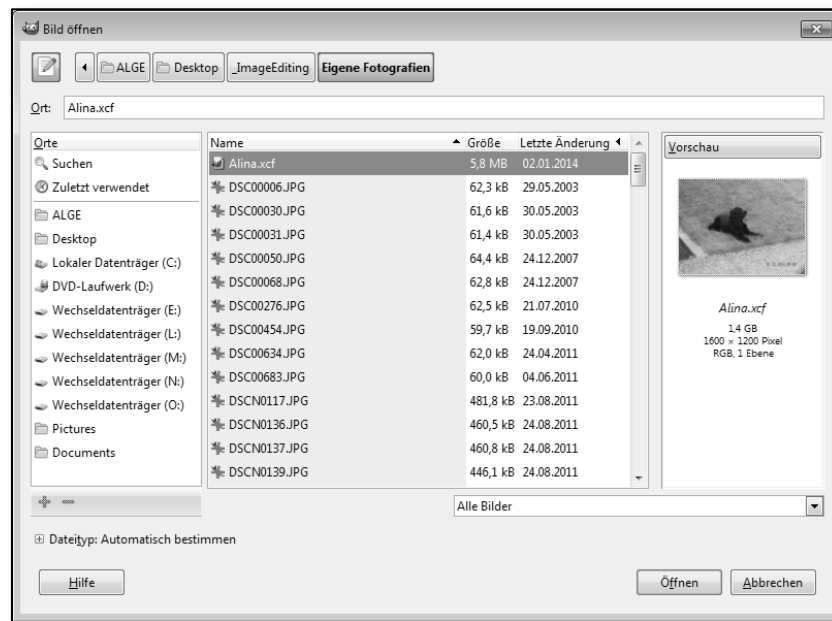 Bild öffnen
ALGE Desktop _ImageEditing Eigene Fotografien
Ort: Alina.xcf
Orte
Suchen
Zuletzt verwendet
ALGE
Desktop
Lokaler Datenträger (C:)
DVD-Laufwerk (D:)
Wechseldatenträger (E:)
Wechseldatenträger (L:)
Wechseldatenträger (M:)
Wechseldatenträger (N:)
Wechseldatenträger (O:)
Pictures
Documents
Name Größe Letzte Änderung
Alina.xcf 5,8 MB 02.01.2014
DSC00006.JPG 62,3 kB 29.05.2003
DSC00030.JPG 61,6 kB 30.05.2003
DSC00031.JPG 61,4 kB 30.05.2003
DSC00050.JPG 64,4 kB 24.12.2007
DSC00068.JPG 62,8 kB 24.12.2007
DSC00276.JPG 62,5 kB 21.07.2010
DSC00454.JPG 59,7 kB 19.09.2010
DSC00634.JPG 62,0 kB 24.04.2011
DSC00683.JPG 60,0 kB 04.06.2011
DSCN0117.JPG 481,8 kB 23.08.2011
DSCN0136.JPG 460,5 kB 24.08.2011
DSCN0137.JPG 460,8 kB 24.08.2011
DSCN0139.JPG 446,1 kB 24.08.2011
Vorschau
Alina.xcf
1,4 GB
1600 × 1200 Pixel
RGB, 1 Ebene
Alle Bilder
Dateityp: Automatisch bestimmen
Hilfe Öffnen Abbrechen